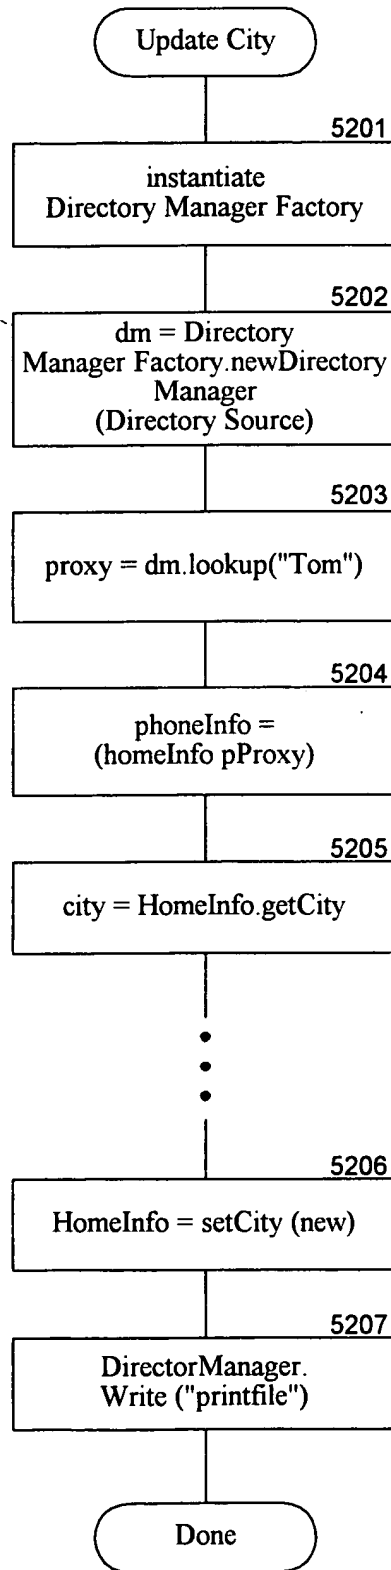 Update City
5201
instantiate
Directory Manager Factory
5202
dm = Directory
Manager Factory.newDirectory
Manager
(Directory Source)
5203
proxy = dm.lookup("Tom")
5204
phoneInfo =
(homeInfo pProxy)
5205
city = HomeInfo.getCity
5206
HomeInfo = setCity (new)
5207
DirectorManager.
Write ("printfile")
Done